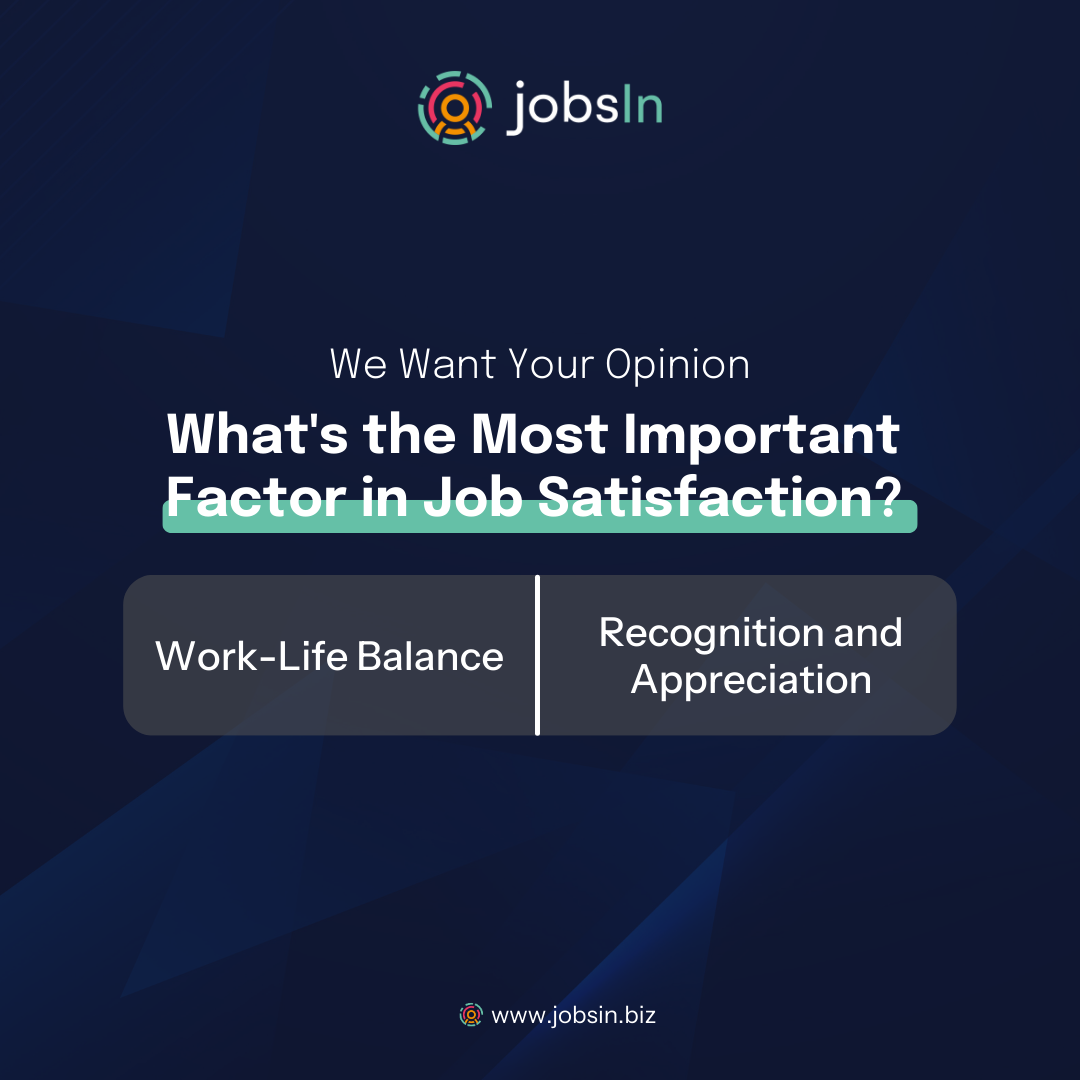 jobsIn
We Want Your Opinion
What's the Most Important
Factor in Job Satisfaction?
Work-Life Balance
Recognition and
Appreciation
www.jobsin.biz